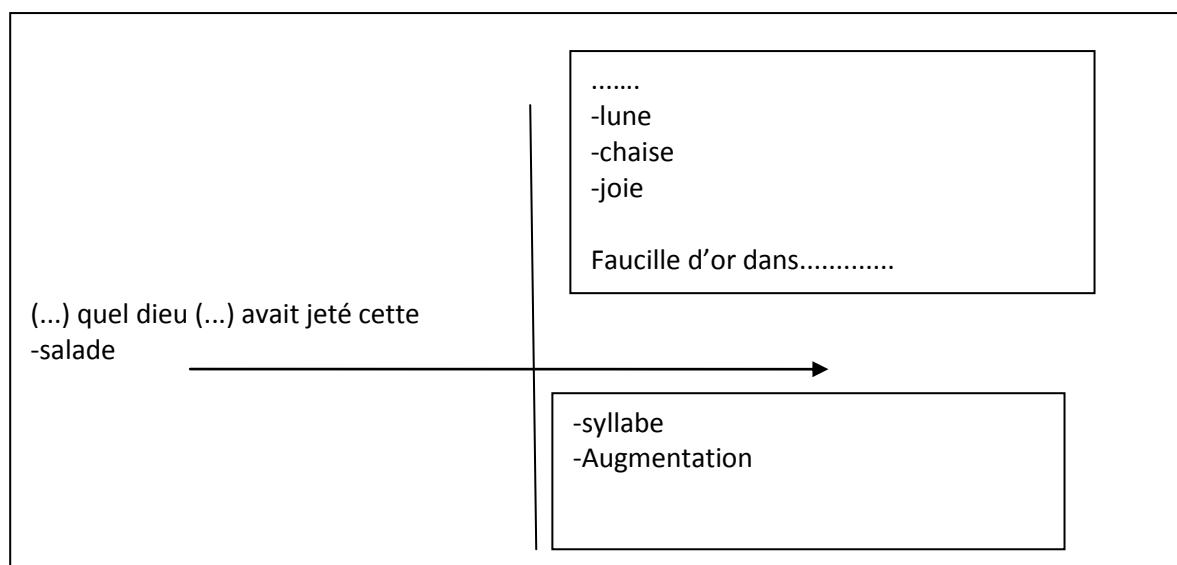 …….
-lune
-chaise
-joie
Faucille d’or dans.............
(...) quel dieu (...) avait jeté cette
-salade
-syllabe
-Augmentation